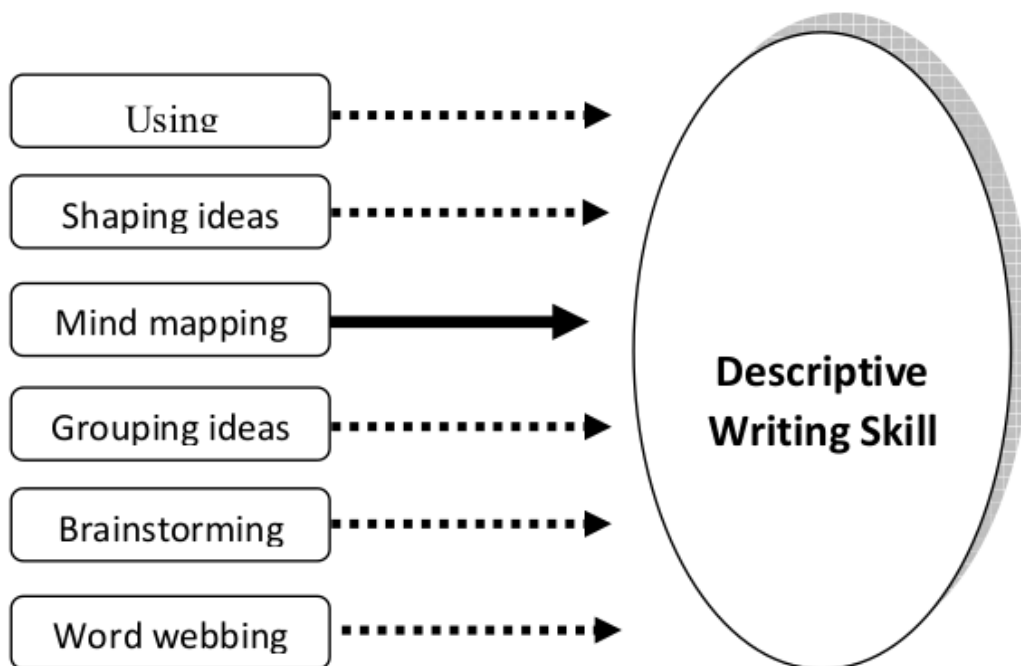 Using
Shaping ideas
Mind mapping
Grouping ideas
Brainstorming
Word webbing
Descriptive
Writing Skill